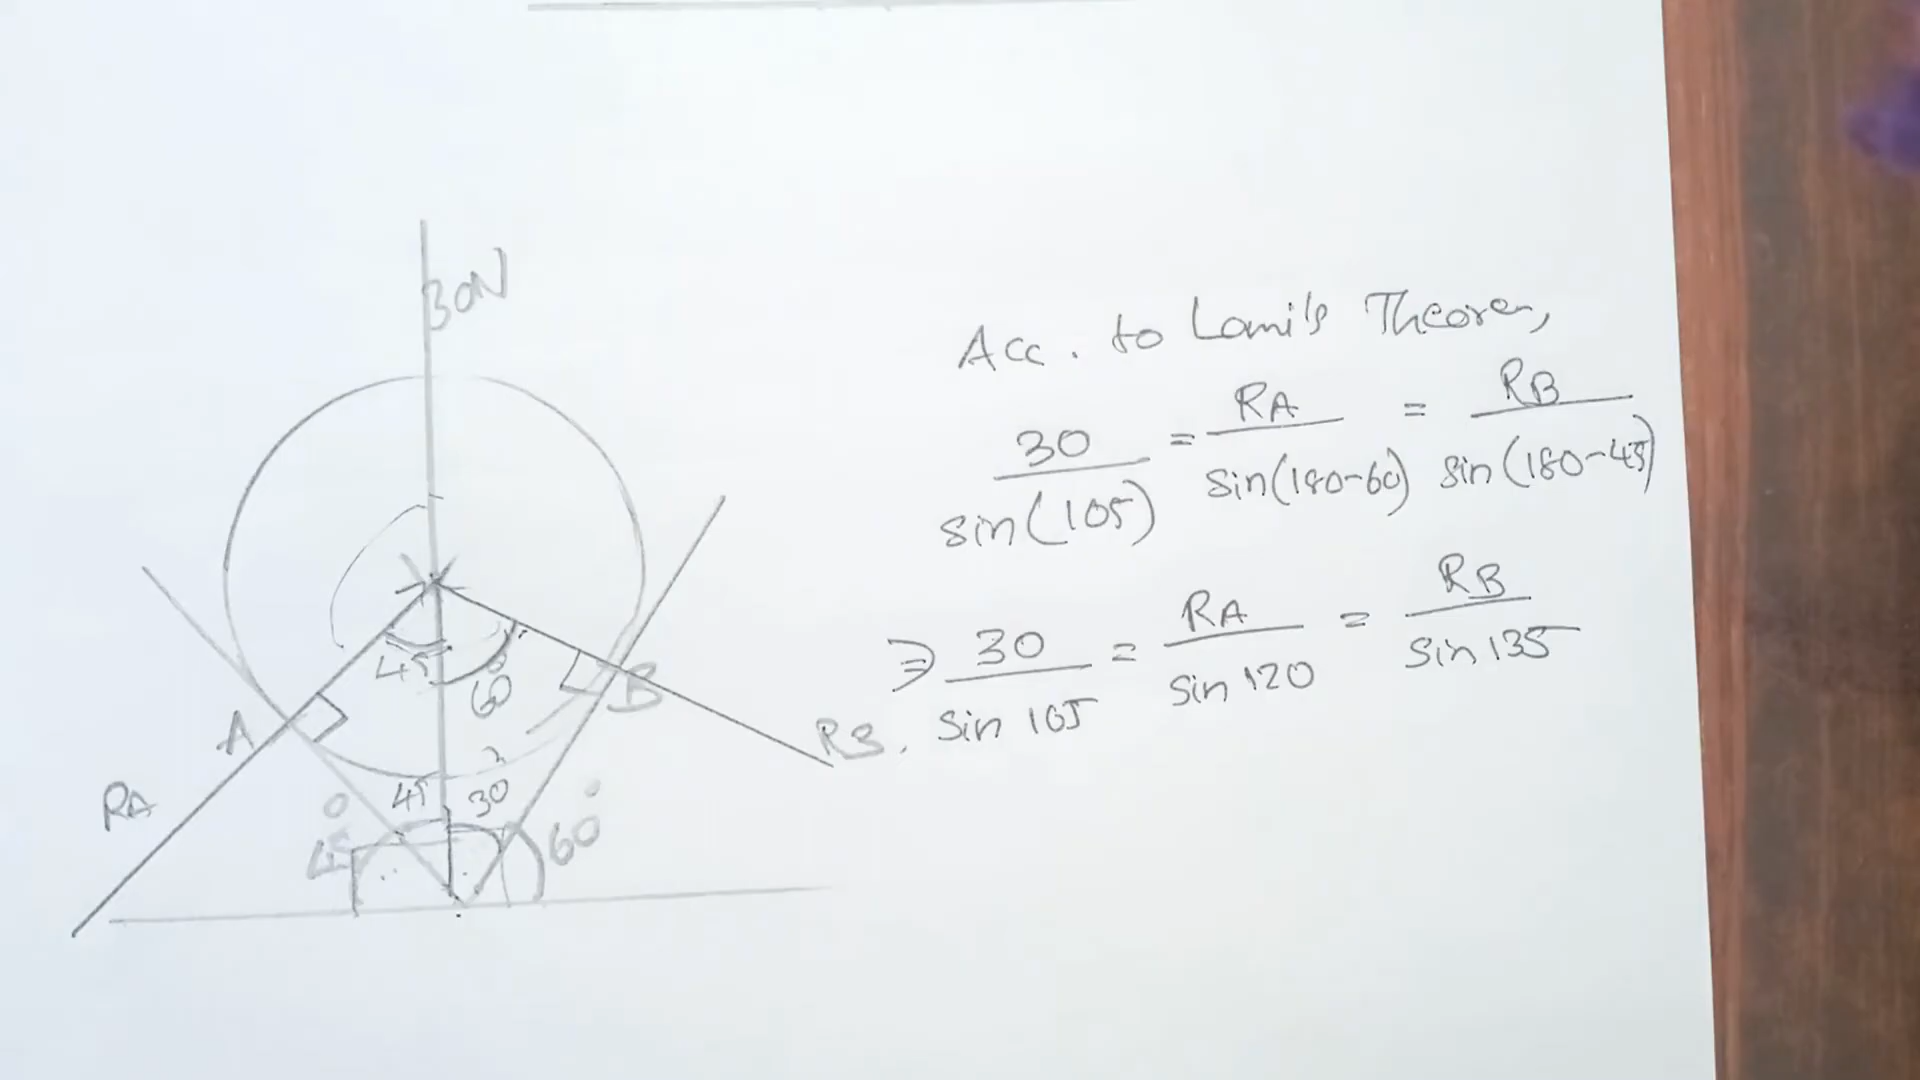 30N
Acc. to Lami's Theorem,
30/sin(105) = RA/sin(180-60) = RB/sin(180-45)
⇒ 30/sin 105 = RA/sin 120 = RB/sin 135
45 60
A B
RA RB.
45° 45 30 60°